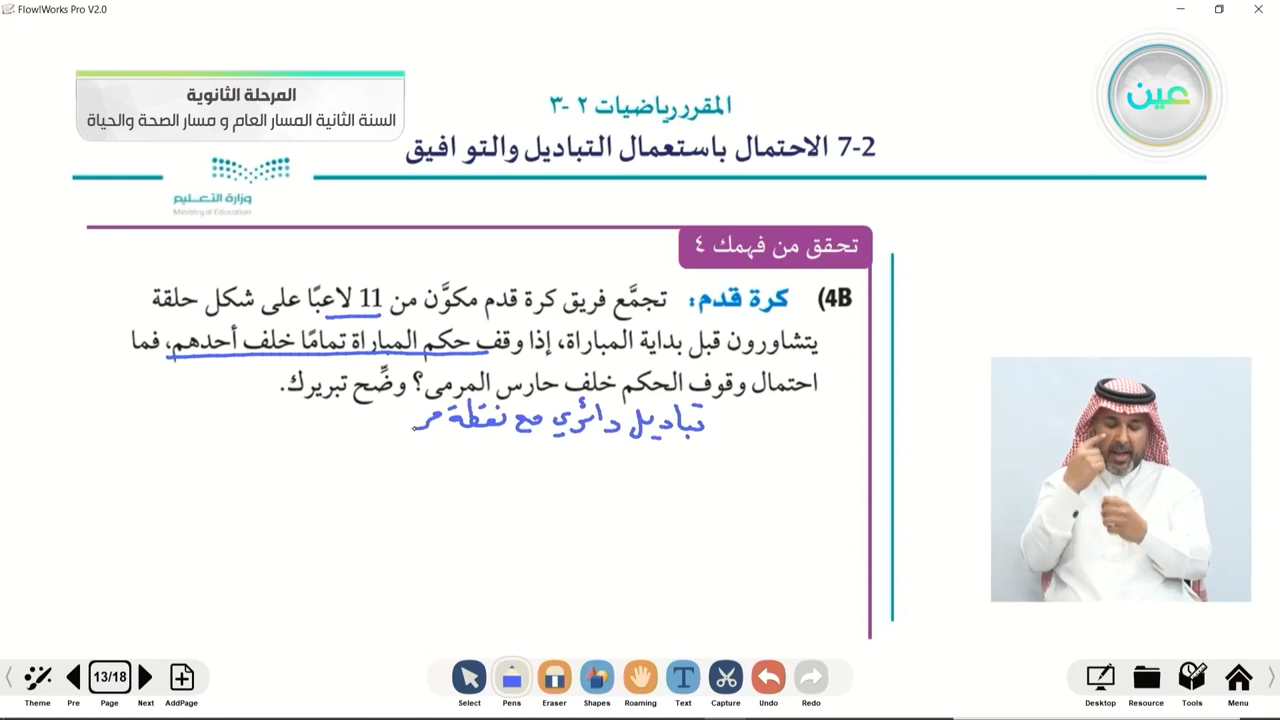 Flow!Works Pro V2.0
عين
المرحلة الثانوية
السنة الثانية المسار العام و مسار الصحة والحياة
المقرر رياضيات ٢ -٣
7-2 الاحتمال باستعمال التباديل والتوافيق
وزارة التعليم
Ministry of Education
تحقق من فهمك ٤
4B) كرة قدم: تجمَّع فريق كرة قدم مكوَّن من 11 لاعبًا على شكل حلقة
يتشاورون قبل بداية المباراة، إذا وقف حكم المباراة تمامًا خلف أحدهم، فما
احتمال وقوف الحكم خلف حارس المرمى؟ وضِّح تبريرك.
تباديل دائري مع نقطة مر
13/18
Theme Pre Page Next AddPage
Select Pens Eraser Shapes Roaming Text Capture Undo Redo
Desktop Resource Tools Menu